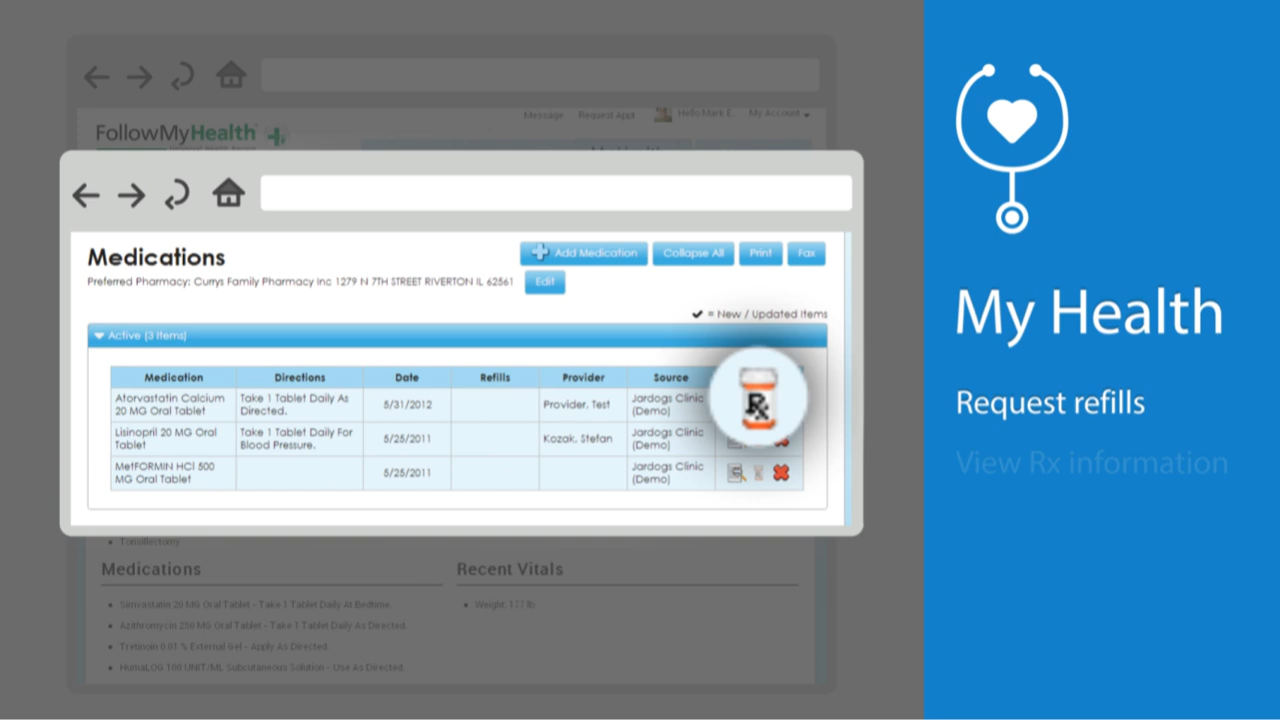 Message Request Appt Hello Mark E. My Account
FollowMyHealth
Medications
Add Medication Collapse All Print Fax
Preferred Pharmacy: Currys Family Pharmacy Inc 1279 N 7TH STREET RIVERTON IL 62561 Edit
✔ = New / Updated Items
Active (3 Items)
Medication Directions Date Refills Provider Source
Atorvastatin Calcium 20 MG Oral Tablet Take 1 Tablet Daily As Directed. 5/31/2012 Provider, Test Jardogs Clinic (Demo)
Lisinopril 20 MG Oral Tablet Take 1 Tablet Daily For Blood Pressure. 5/25/2011 Kozak, Stefan Jardogs Clinic (Demo)
MetFORMIN HCl 500 MG Oral Tablet 5/25/2011 Jardogs Clinic (Demo)
Rx
Tonsillectomy
Medications Recent Vitals
Simvastatin 20 MG Oral Tablet - Take 1 Tablet Daily At Bedtime. Weight: 177 lb
Azithromycin 250 MG Oral Tablet - Take 1 Tablet Daily As Directed.
Tretinoin 0.01 % External Gel - Apply As Directed.
HumaLOG 100 UNIT/ML Subcutaneous Solution - Use As Directed.
My Health
Request refills
View Rx information